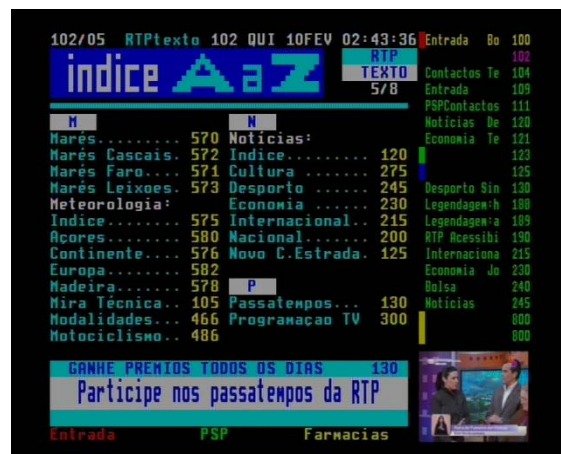 102/05 RTPtexto 102 QUI 10FEV 02:43:36
RTP
TEXTO
5/8
indice A a Z
M
Marés......... 570
Marés Cascais. 572
Marés Faro.... 571
Marés Leixoes. 573
Meteorologia:
Indice........ 575
Açores........ 580
Continente.... 576
Europa........ 582
Madeira....... 578
Mira Técnica.. 105
Modalidades... 466
Motociclismo.. 486
N
Notícias:
Indice......... 120
Cultura ....... 275
Desporto ...... 245
Economia ...... 230
Internacional.. 215
Nacional....... 200
Novo C.Estrada. 125
P
Passatempos... 130
Programaçao TV 300
GANHE PREMIOS TODOS OS DIAS 130
Participe nos passatempos da RTP
Entrada PSP Farmacias
Entrada Bo 100
102
Contactos Te 104
Entrada 109
PSPContactos 111
Notícias De 120
Economia Te 121
123
125
Desporto Sin 130
Legendagem:h 188
Legendagem:a 189
RTP Acessibi 190
Internaciona 215
Economia Jo 230
Bolsa 240
Notícias 245
800
800